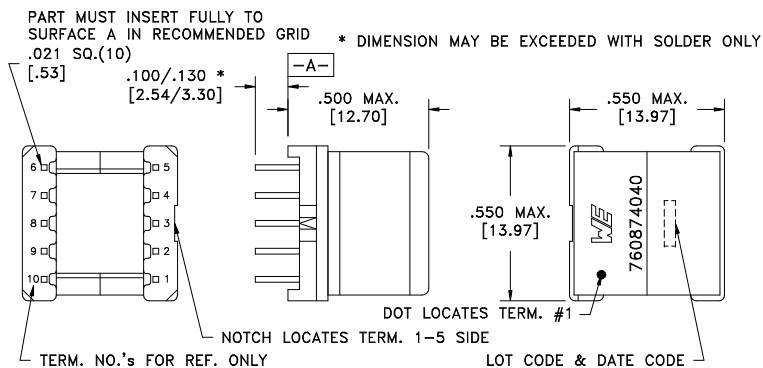 PART MUST INSERT FULLY TO
SURFACE A IN RECOMMENDED GRID
* DIMENSION MAY BE EXCEEDED WITH SOLDER ONLY
.021 SQ.(10)
[.53]
.100/.130 *
[2.54/3.30]
-A-
.500 MAX.
[12.70]
.550 MAX.
[13.97]
6 5
7 4
8 3
9 2
10 1
.550 MAX.
[13.97]
WE
760874040
DOT LOCATES TERM. #1
NOTCH LOCATES TERM. 1-5 SIDE
TERM. NO.'s FOR REF. ONLY
LOT CODE & DATE CODE